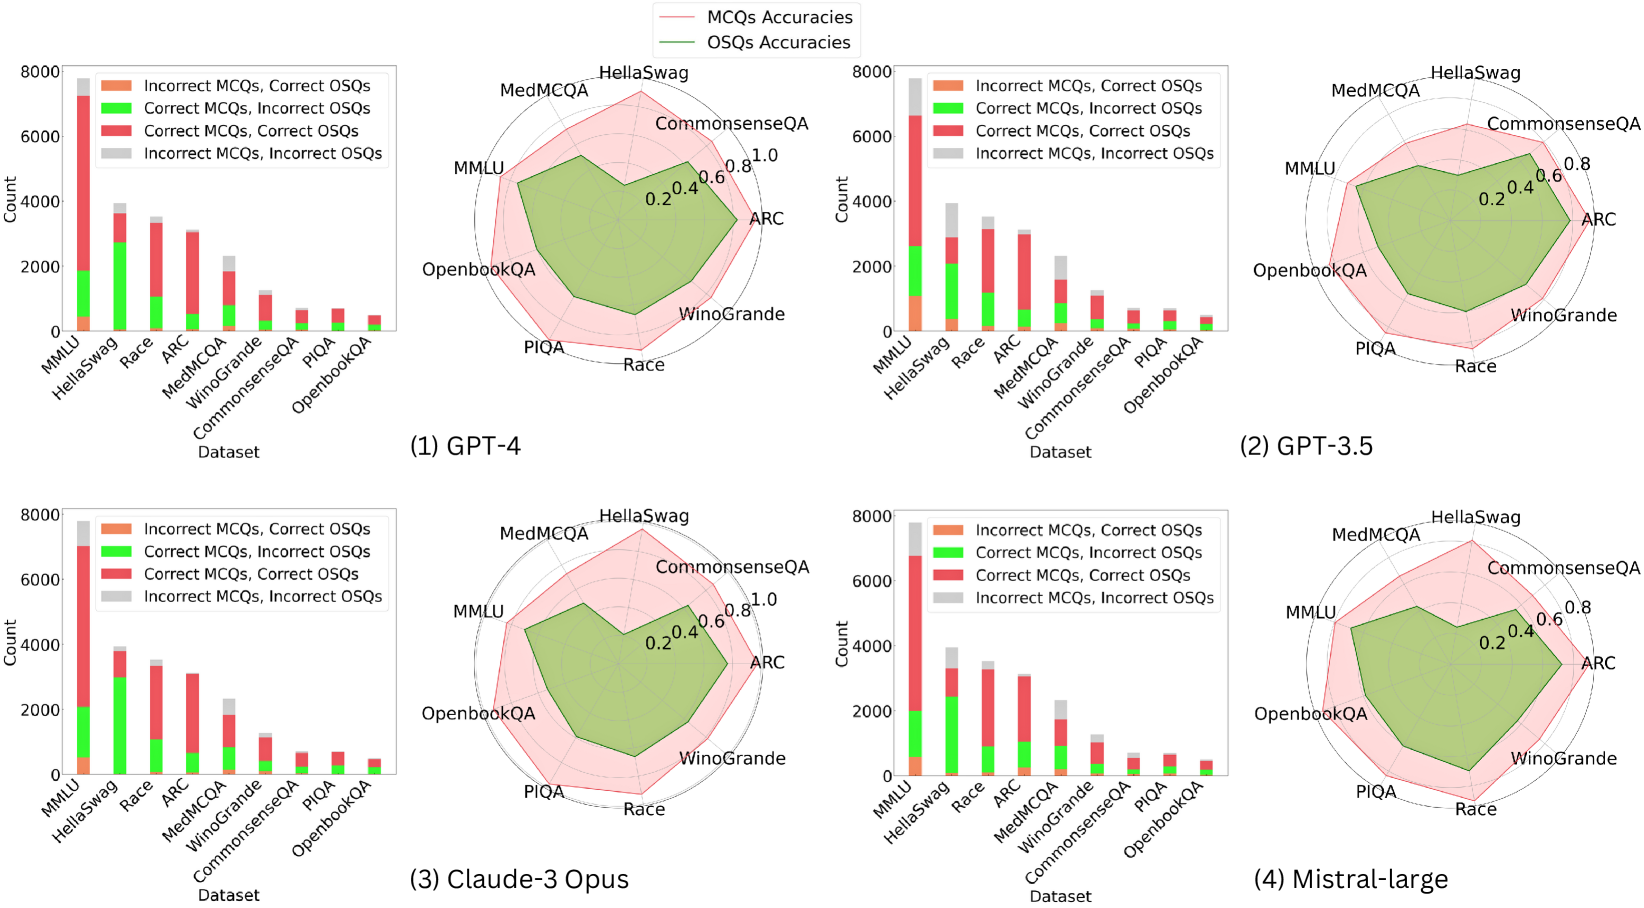 MCQs Accuracies
OSQs Accuracies
8000
6000
4000
2000
0
Count
Incorrect MCQs, Correct OSQs
Correct MCQs, Incorrect OSQs
Correct MCQs, Correct OSQs
Incorrect MCQs, Incorrect OSQs
MMLU
HellaSwag
Race
ARC
MedMCQA
WinoGrande
CommonsenseQA
PIQA
OpenbookQA
Dataset
HellaSwag
MedMCQA
CommonsenseQA
MMLU
1.0
0.8
0.6
0.4
0.2
ARC
OpenbookQA
WinoGrande
PIQA
Race
(1) GPT-4
8000
6000
4000
2000
0
Count
Incorrect MCQs, Correct OSQs
Correct MCQs, Incorrect OSQs
Correct MCQs, Correct OSQs
Incorrect MCQs, Incorrect OSQs
MMLU
HellaSwag
Race
ARC
MedMCQA
WinoGrande
CommonsenseQA
PIQA
OpenbookQA
Dataset
HellaSwag
MedMCQA
CommonsenseQA
MMLU
0.8
0.6
0.4
0.2
ARC
OpenbookQA
WinoGrande
PIQA
Race
(2) GPT-3.5
8000
6000
4000
2000
0
Count
Incorrect MCQs, Correct OSQs
Correct MCQs, Incorrect OSQs
Correct MCQs, Correct OSQs
Incorrect MCQs, Incorrect OSQs
MMLU
HellaSwag
Race
ARC
MedMCQA
WinoGrande
CommonsenseQA
PIQA
OpenbookQA
Dataset
HellaSwag
MedMCQA
CommonsenseQA
MMLU
1.0
0.8
0.6
0.4
0.2
ARC
OpenbookQA
WinoGrande
PIQA
Race
(3) Claude-3 Opus
8000
6000
4000
2000
0
Count
Incorrect MCQs, Correct OSQs
Correct MCQs, Incorrect OSQs
Correct MCQs, Correct OSQs
Incorrect MCQs, Incorrect OSQs
MMLU
HellaSwag
Race
ARC
MedMCQA
WinoGrande
CommonsenseQA
PIQA
OpenbookQA
Dataset
HellaSwag
MedMCQA
CommonsenseQA
MMLU
0.8
0.6
0.4
0.2
ARC
OpenbookQA
WinoGrande
PIQA
Race
(4) Mistral-large